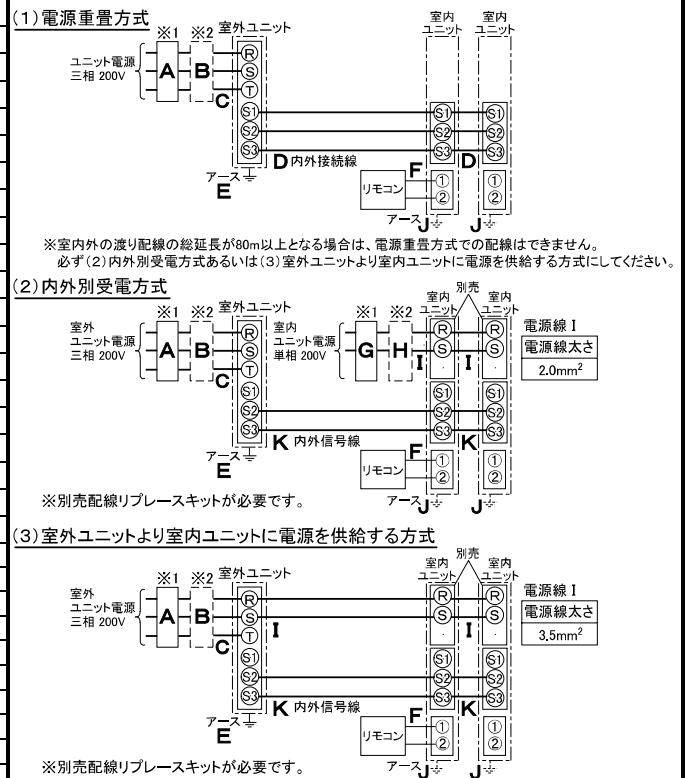 (1)電源重畳方式
※1 ※2 室外ユニット
室内
ユニット
室内
ユニット
ユニット電源
三相 200V
A B C
R
S
T
S1
S2
S3
S1
S2
S3
S1
S2
S3
D 内外接続線
D
アース
E
F
リモコン
①
②
①
②
アース J
J
※室内外の渡り配線の総延長が80m以上となる場合は、電源重畳方式での配線はできません。
必ず(2)内外別受電方式あるいは(3)室外ユニットより室内ユニットに電源を供給する方式にしてください。
(2)内外別受電方式
※1 ※2 室外ユニット
※1 ※2
室内
ユニット
別売
室内
ユニット
室外
ユニット電源
三相 200V
A B C
R
S
T
S1
S2
S3
室内
ユニット電源
単相 200V
G H I
R
S
I
R
S
電源線 I
電源線太さ
2.0mm²
S1
S2
S3
S1
S2
S3
K 内外信号線
K
アース
E
F
リモコン
①
②
①
②
アース J
J
※別売配線リプレースキットが必要です。
(3)室外ユニットより室内ユニットに電源を供給する方式
※1 ※2 室外ユニット
室内
ユニット
別売
室内
ユニット
室外
ユニット電源
三相 200V
A B C
R
S
T
I
S1
S2
S3
R
S
I
R
S
電源線 I
電源線太さ
3.5mm²
S1
S2
S3
S1
S2
S3
K 内外信号線
K
アース
E
F
リモコン
①
②
①
②
アース J
J
※別売配線リプレースキットが必要です。